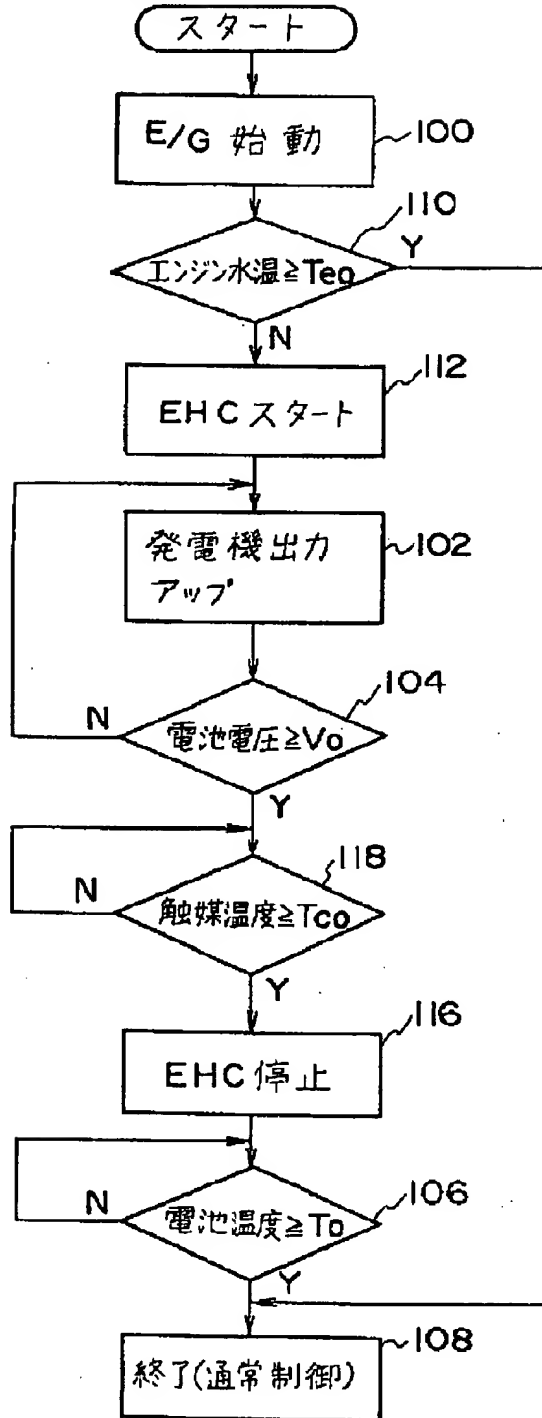 スタート
E/G 始動
100
110
エンジン水温≧Teo
Y
N
112
EHCスタート
発電機出力
アップ
102
104
N
電池電圧≧Vo
Y
118
N
触媒温度≧Tco
Y
116
EHC停止
N
106
電池温度≧To
Y
108
終了(通常制御)